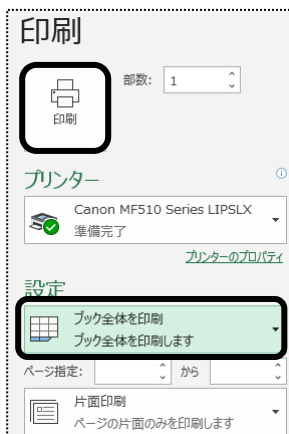 印刷
部数: 1
印刷
プリンター
Canon MF510 Series LIPSLX
準備完了
プリンターのプロパティ
設定
ブック全体を印刷
ブック全体を印刷します
ページ指定: から
片面印刷
ページの片面のみを印刷します